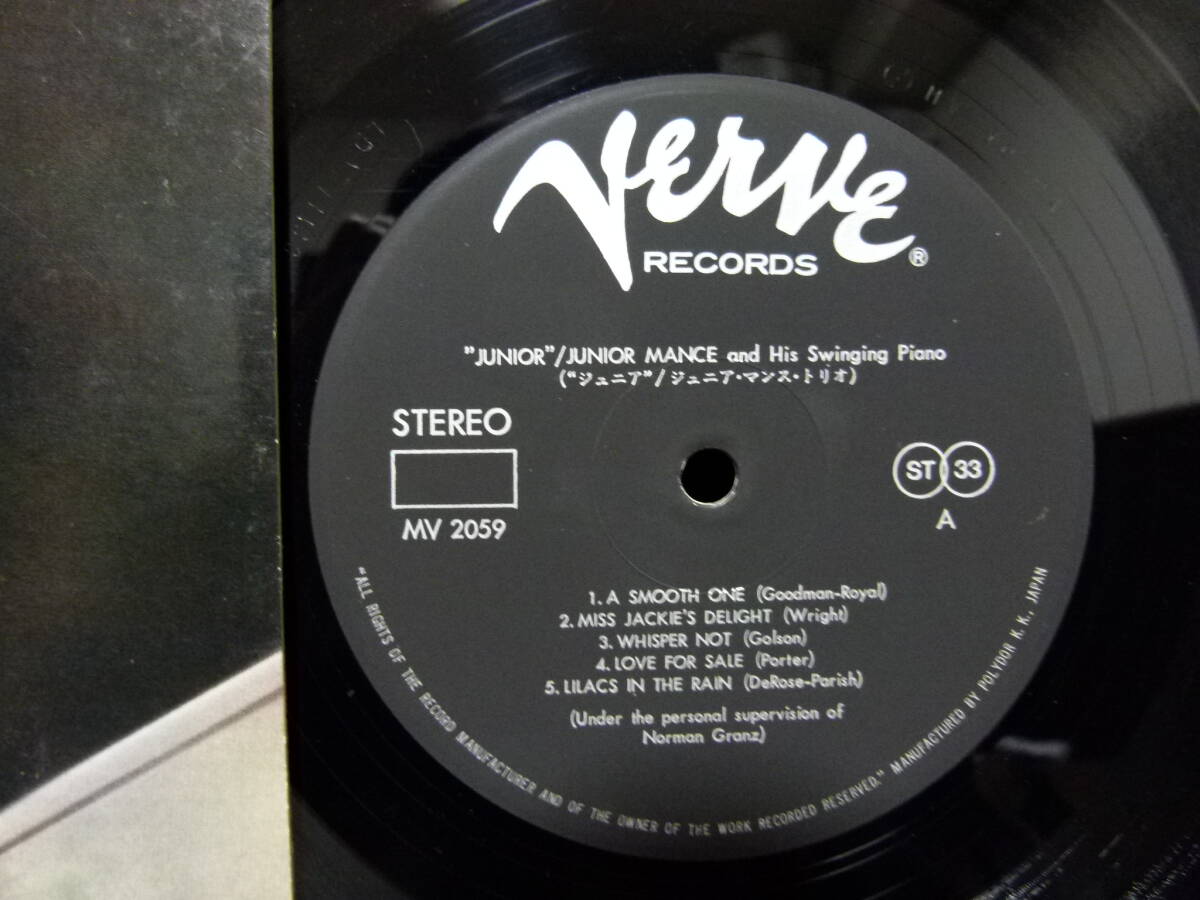 Verve
RECORDS ®
"JUNIOR"/JUNIOR MANCE and His Swinging Piano
("ジュニア"/ジュニア・マンス・トリオ)
STEREO
MV 2059
ST 33
A
1. A SMOOTH ONE (Goodman-Royal)
2. MISS JACKIE'S DELIGHT (Wright)
3. WHISPER NOT (Golson)
4. LOVE FOR SALE (Porter)
5. LILACS IN THE RAIN (DeRose-Parish)
(Under the personal supervision of
Norman Granz)
"ALL RIGHTS OF THE RECORD MANUFACTURER AND OF THE OWNER OF THE WORK RECORDED RESERVED." MANUFACTURED BY POLYDOR K. K., JAPAN